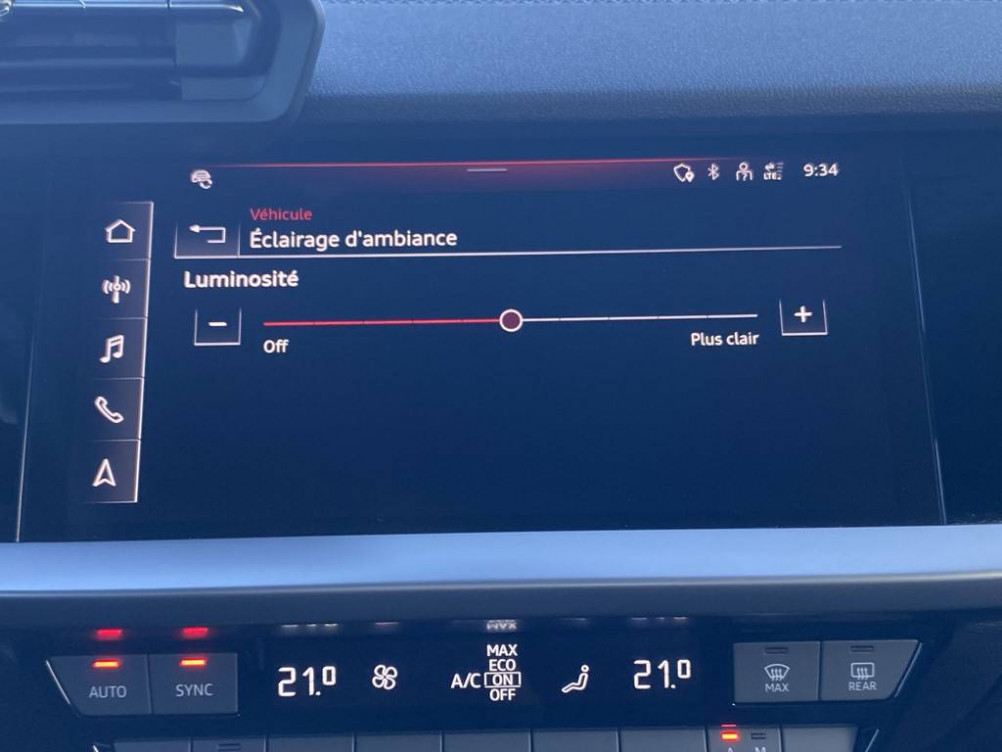 LTE
9:34
Véhicule
Éclairage d'ambiance
Luminosité
Off
Plus clair
AUTO
SYNC
21.0
A/C
MAX
ECO
ON
OFF
21.0
MAX
REAR
A
M